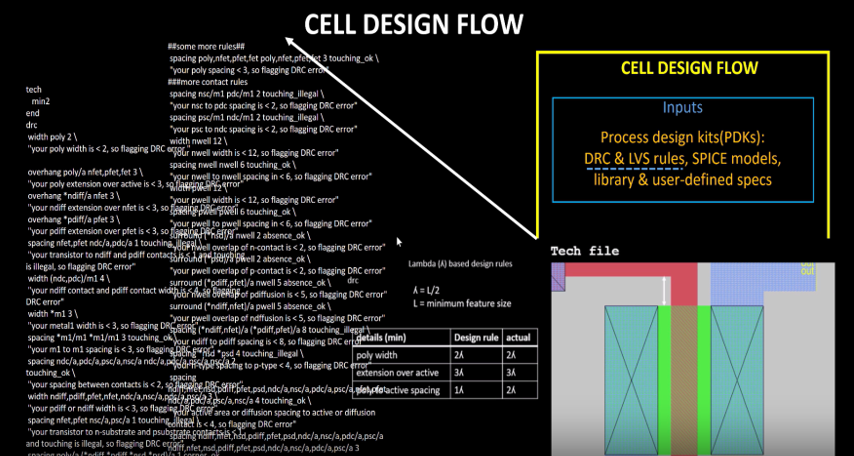 CELL DESIGN FLOW
##some more rules##
spacing poly,nfet,pfet,fet poly,nfet,pfet,fet 3 touching_ok \
"your poly spacing < 3, so flagging DRC error"
###more contact rules
spacing nsc/m1 pdc/m1 2 touching_illegal \
"your nsc to pdc spacing is < 2, so flagging DRC error"
spacing psc/m1 ndc/m1 2 touching_illegal \
"your psc to ndc spacing is < 2, so flagging DRC error"
width nwell 12 \
"your nwell width is < 12, so flagging DRC error"
spacing nwell nwell 6 touching_ok \
"your nwell to nwell spacing in < 6, so flagging DRC error"
width pwell 12 \
"your pwell width is < 12, so flagging DRC error"
spacing pwell pwell 6 touching_ok \
"your pwell to pwell spacing in < 6, so flagging DRC error"
surround (*nsd)/a nwell 2 absence_ok \
"your nwell overlap of n-contact is < 2, so flagging DRC error"
surround (*psd)/a pwell 2 absence_ok \
"your pwell overlap of p-contact is < 2, so flagging DRC error"
surround (*pdiff,pfet)/a nwell 5 absence_ok \
"your nwell overlap of pdiffusion is < 5, so flagging DRC error"
surround (*ndiff,nfet)/a pwell 5 absence_ok \
"your pwell overlap of ndiffusion is < 5, so flagging DRC error"
spacing (*ndiff,nfet)/a (*pdiff,pfet)/a 8 touching_illegal \
"your ndiff to pdiff spacing is < 8, so flagging DRC error"
spacing *nsd *psd 4 touching_illegal \
"your n-type spacing to p-type < 4, so flagging DRC error"
spacing
ndiff,nfet,nsd,pdiff,pfet,psd,ndc/a,nsc/a,pdc/a,psc/a
ndc/a,pdc/a,psc/a,nsc/a 4 touching_ok \
"your active area or diffusion spacing to active or diffusion
contact is < 4, so flagging DRC error"
spacing ndiff,nfet,nsd,pdiff,pfet,psd,ndc/a,nsc/a,pdc/a,psc/a
ndiff,nfet,nsd,pdiff,pfet,psd,ndc/a,nsc/a,pdc/a,psc/a 3
tech
min2
end
drc
width poly 2 \
"your poly width is < 2, so flagging DRC error"
overhang poly/a nfet,pfet,fet 3 \
"your poly extension over active is < 3, so flagging DRC error"
overhang *ndiff/a nfet 3 \
"your ndiff extension over nfet is < 3, so flagging DRC error"
overhang *pdiff/a pfet 3 \
"your pdiff extension over pfet is < 3, so flagging DRC error"
spacing nfet,pfet ndc/a,pdc/a 1 touching_illegal \
"your transistor to ndiff and pdiff contacts is < 1 and touching
is illegal, so flagging DRC error"
width (ndc,pdc)/m1 4 \
"your ndiff contact and pdiff contact width < 4, so flagging
DRC error"
width *m1 3 \
"your metal1 width is < 3, so flagging DRC error"
spacing *m1/m1 *m1/m1 3 touching_ok \
"your m1 to m1 spacing is < 3, so flagging DRC error"
spacing ndc/a,pdc/a,psc/a,nsc/a ndc/a,pdc/a,psc/a,nsc/a 2
touching_ok \
"your spacing between contacts is < 2, so flagging DRC error"
width ndiff,pdiff,pfet,nfet,ndc/a,nsc/a,pdc/a,psc/a 3 \
"your pdiff or ndiff width is < 3, so flagging DRC error"
spacing nfet,pfet nsc/a,psc/a 1 touching_illegal \
"your transistor to n-substrate and psubstrate contacts is < 1
and touching is illegal, so flagging DRC error"
drc
Lambda (λ) based design rules
λ = L/2
L = minimum feature size
details (min) Design rule actual
poly width 2λ 2λ
extension over active 3λ 3λ
poly to active spacing 1λ 2λ
CELL DESIGN FLOW
Inputs
Process design kits(PDKs):
DRC & LVS rules, SPICE models,
library & user-defined specs
Tech file
out